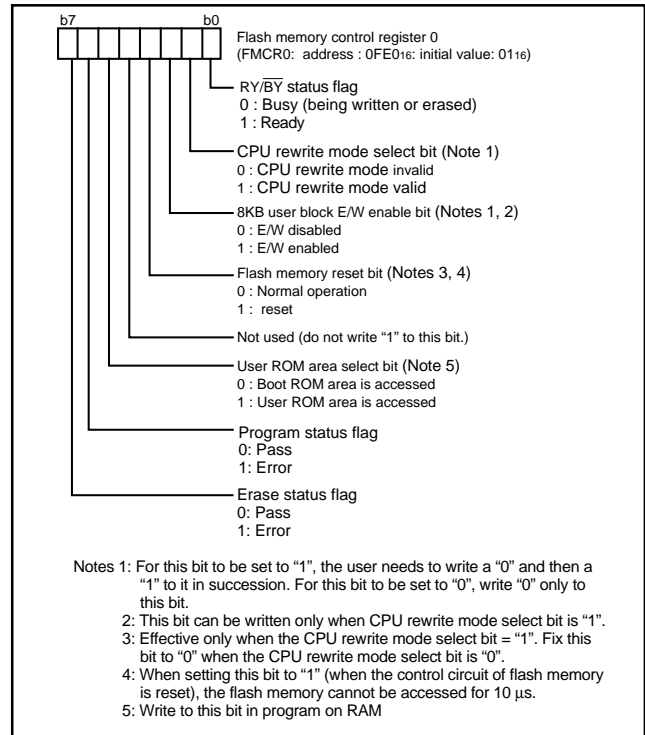 b7 b0
Flash memory control register 0
(FMCR0: address : 0FE016: initial value: 0116)
RY/BY status flag
0 : Busy (being written or erased)
1 : Ready
CPU rewrite mode select bit (Note 1)
0 : CPU rewrite mode invalid
1 : CPU rewrite mode valid
8KB user block E/W enable bit (Notes 1, 2)
0 : E/W disabled
1 : E/W enabled
Flash memory reset bit (Notes 3, 4)
0 : Normal operation
1 : reset
Not used (do not write “1” to this bit.)
User ROM area select bit (Note 5)
0 : Boot ROM area is accessed
1 : User ROM area is accessed
Program status flag
0: Pass
1: Error
Erase status flag
0: Pass
1: Error
Notes 1: For this bit to be set to “1”, the user needs to write a “0” and then a
“1” to it in succession. For this bit to be set to “0”, write “0” only to
this bit.
2: This bit can be written only when CPU rewrite mode select bit is “1”.
3: Effective only when the CPU rewrite mode select bit = “1”. Fix this
bit to “0” when the CPU rewrite mode select bit is “0”.
4: When setting this bit to “1” (when the control circuit of flash memory
is reset), the flash memory cannot be accessed for 10 μs.
5: Write to this bit in program on RAM